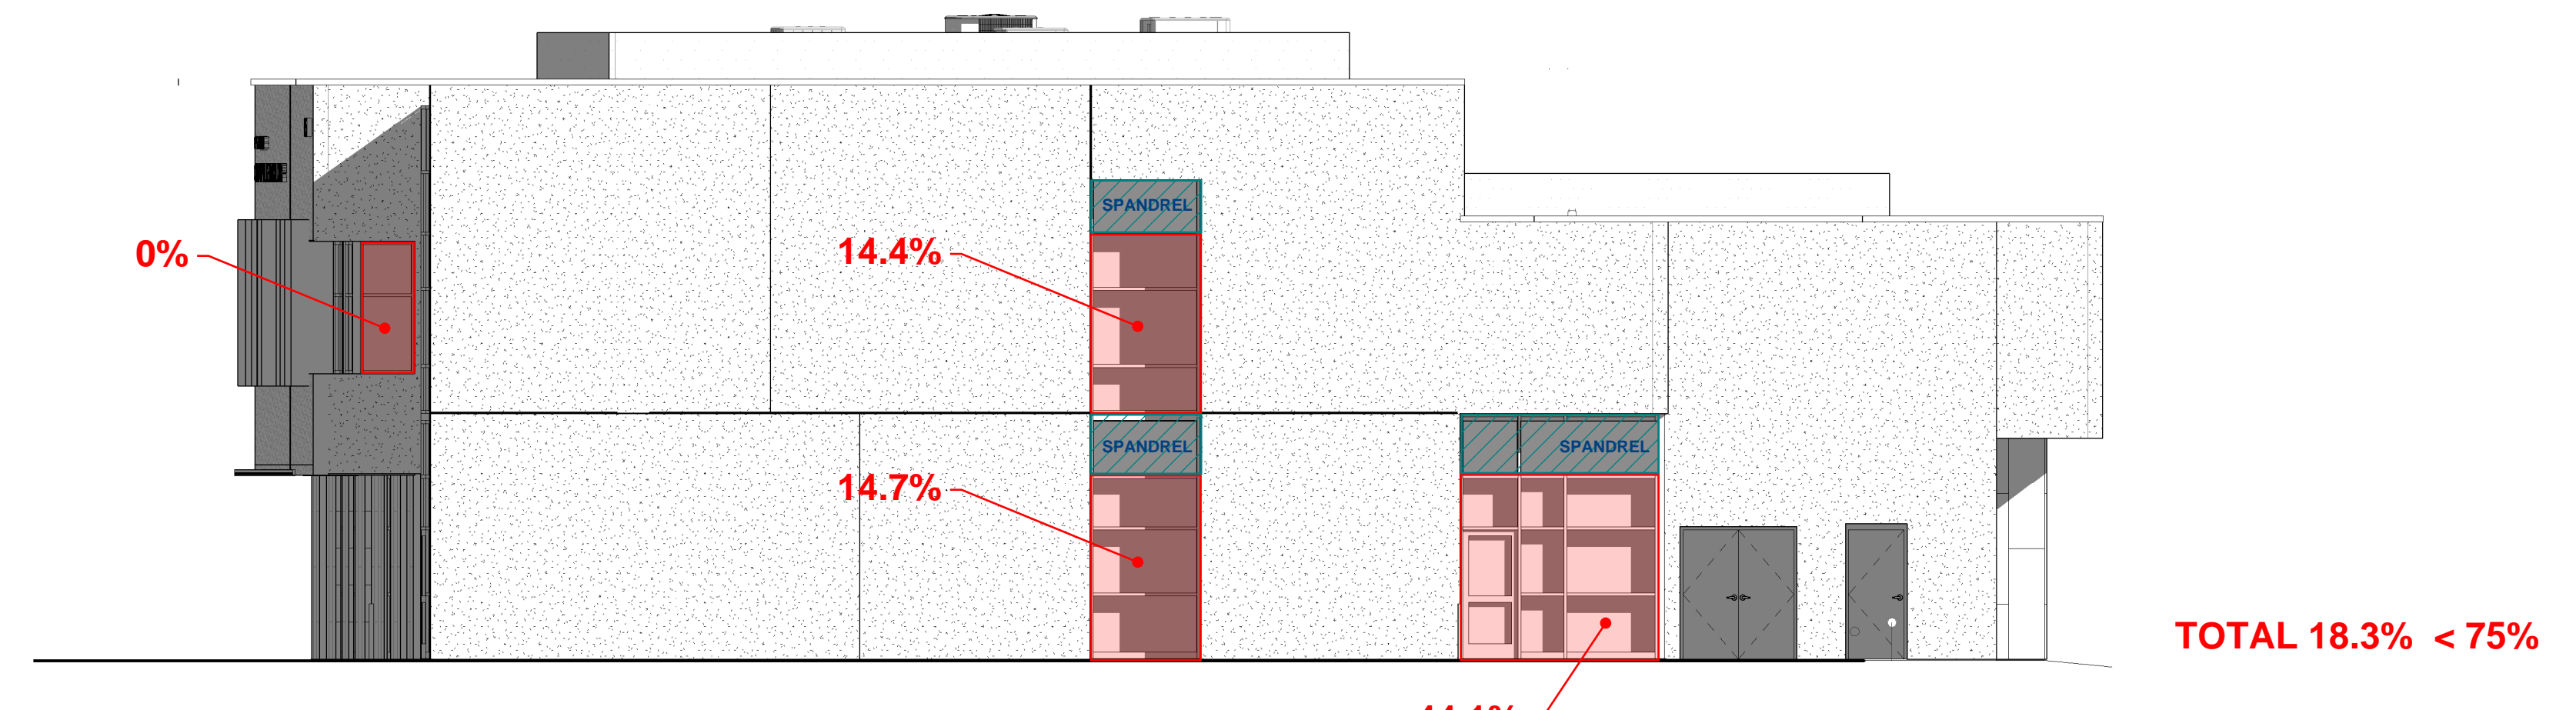 SPANDREL
0%
14.4%
SPANDREL
SPANDREL
14.7%
TOTAL 18.3% < 75%